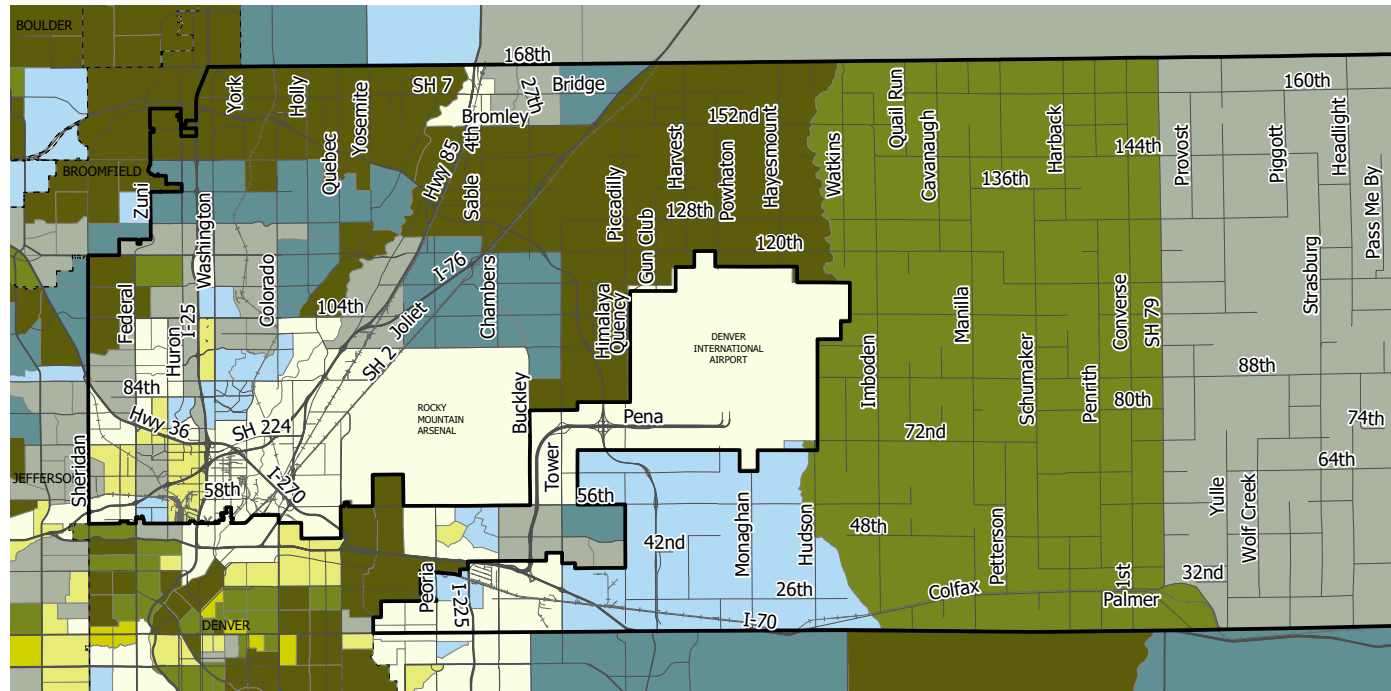 BOULDER
168th
SH 7
27th
Bridge
160th
York
Holly
Yosemite
Bromley
4th
152nd
Quail Run
Harback
144th
Headlight
Hayesmount
Harvest
Watkins
Cavanaugh
Provost
Piggott
BROOMFIELD
Quebec
Hwy 85
Sable
Piccadilly
Powhaton
136th
Pass Me By
Zuni
Washington
128th
Gun Club
120th
Strasburg
I-76
Chambers
Colorado
104th
Joliet
Federal
Huron
I-25
Himalaya
Quency
DENVER
INTERNATIONAL
AIRPORT
Manilla
Converse
SH 79
SH 2
84th
Imboden
Schumaker
Penrith
88th
80th
Buckley
ROCKY
MOUNTAIN
ARSENAL
Pena
74th
Hwy 36
SH 224
72nd
JEFFERSO
Sheridan
I-270
58th
Tower
56th
64th
Yulle
Wolf Creek
42nd
Monaghan
Hudson
48th
Petterson
Peoria
I-225
26th
Colfax
1st
Palmer
32nd
DENVER
I-70